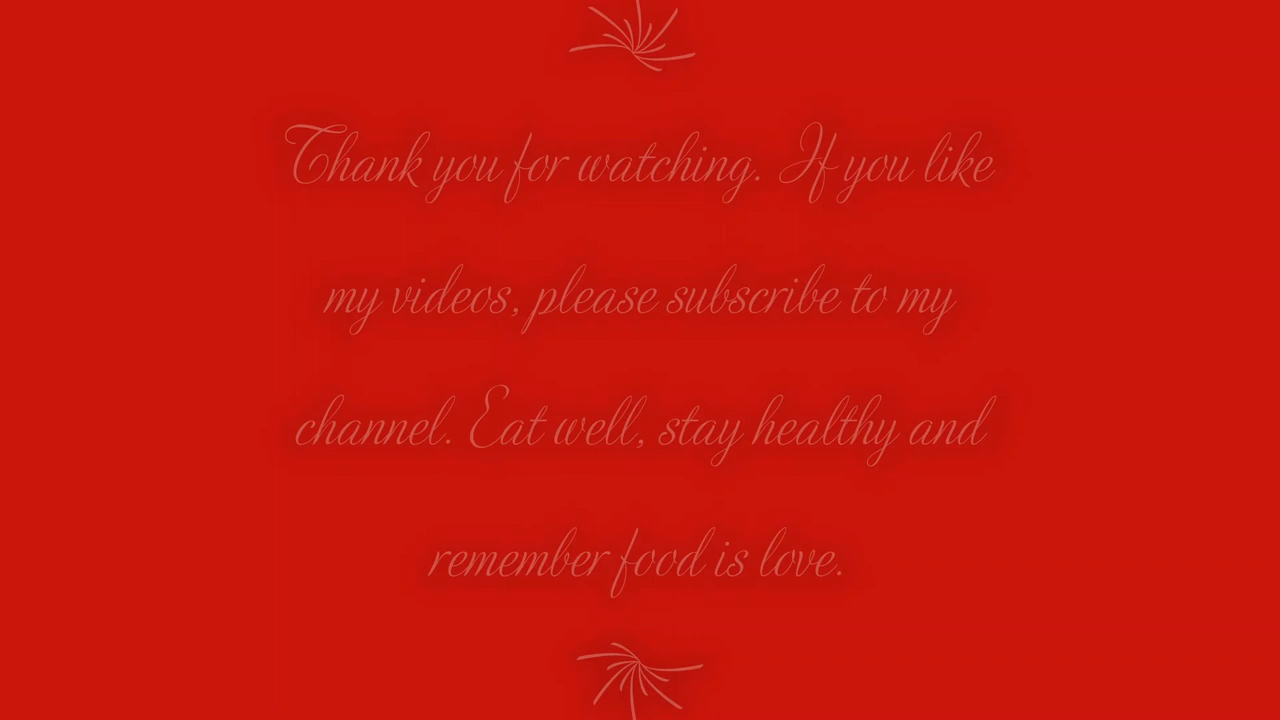 Thank you for watching. If you like
my videos, please subscribe to my
channel. Eat well, stay healthy and
remember food is love.